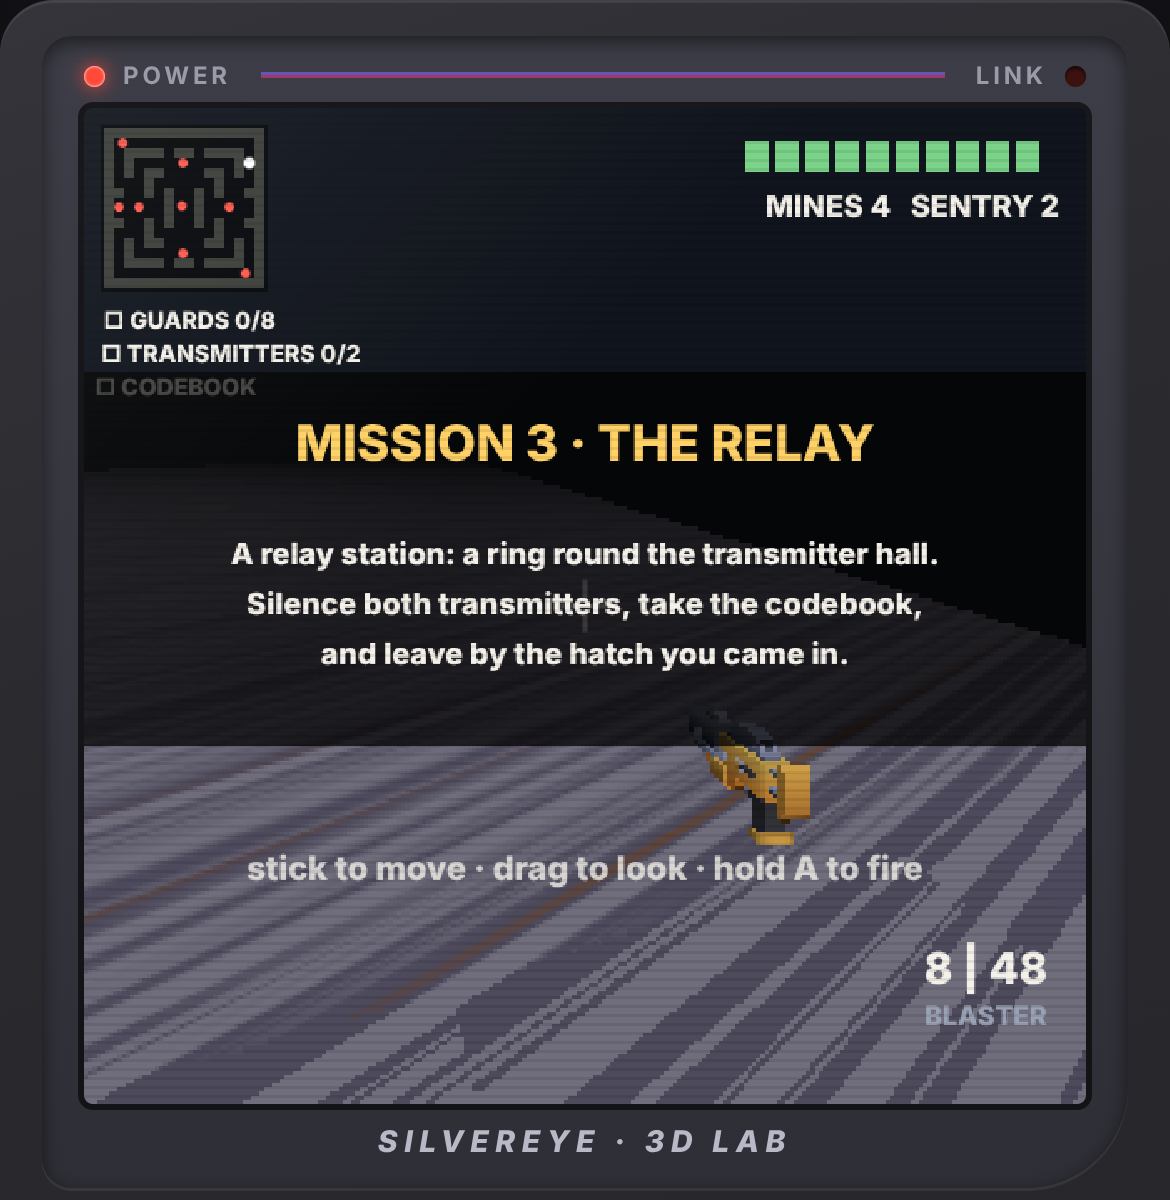 POWER
LINK
MINES 4 SENTRY 2
☐ GUARDS 0/8
☐ TRANSMITTERS 0/2
☐ CODEBOOK
MISSION 3 · THE RELAY
A relay station: a ring round the transmitter hall.
Silence both transmitters, take the codebook,
and leave by the hatch you came in.
stick to move · drag to look · hold A to fire
8 | 48
BLASTER
SILVEREYE · 3D LAB